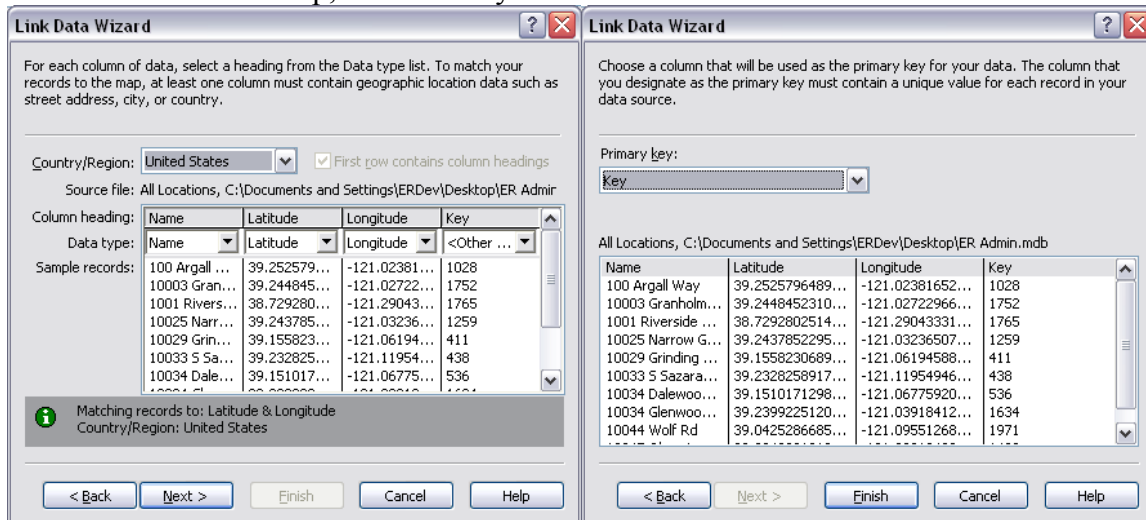 Link Data Wizard
For each column of data, select a heading from the Data type list. To match your
records to the map, at least one column must contain geographic location data such as
street address, city, or country.
Country/Region: United States First row contains column headings
Source file: All Locations, C:\Documents and Settings\ERDev\Desktop\ER Admir
Column heading: Name Latitude Longitude Key
Data type: Name Latitude Longitude <Other ...
Sample records: 100 Argall ... 39.252579... -121.02381... 1028
10003 Gran... 39.244845... -121.02722... 1752
1001 Rivers... 38.729280... -121.29043... 1765
10025 Narr... 39.243785... -121.03236... 1259
10029 Grin... 39.155823... -121.06194... 411
10033 S Sa... 39.232825... -121.11954... 438
10034 Dale... 39.151017... -121.06775... 536
Matching records to: Latitude & Longitude
Country/Region: United States
< Back Next > Finish Cancel Help
Link Data Wizard
Choose a column that will be used as the primary key for your data. The column that
you designate as the primary key must contain a unique value for each record in your
data source.
Primary key:
Key
All Locations, C:\Documents and Settings\ERDev\Desktop\ER Admin.mdb
Name Latitude Longitude Key
100 Argall Way 39.2525796489... -121.02381652... 1028
10003 Granholm... 39.2448452310... -121.02722966... 1752
1001 Riverside ... 38.7292802514... -121.29043331... 1765
10025 Narrow G... 39.2437852295... -121.03236507... 1259
10029 Grinding ... 39.1558230689... -121.06194588... 411
10033 S Sazara... 39.2328258917... -121.11954946... 438
10034 Dalewoo... 39.1510171298... -121.06775920... 536
10034 Glenwoo... 39.2399225120... -121.03918412... 1634
10044 Wolf Rd 39.0425286685... -121.09551268... 1971
< Back Next > Finish Cancel Help